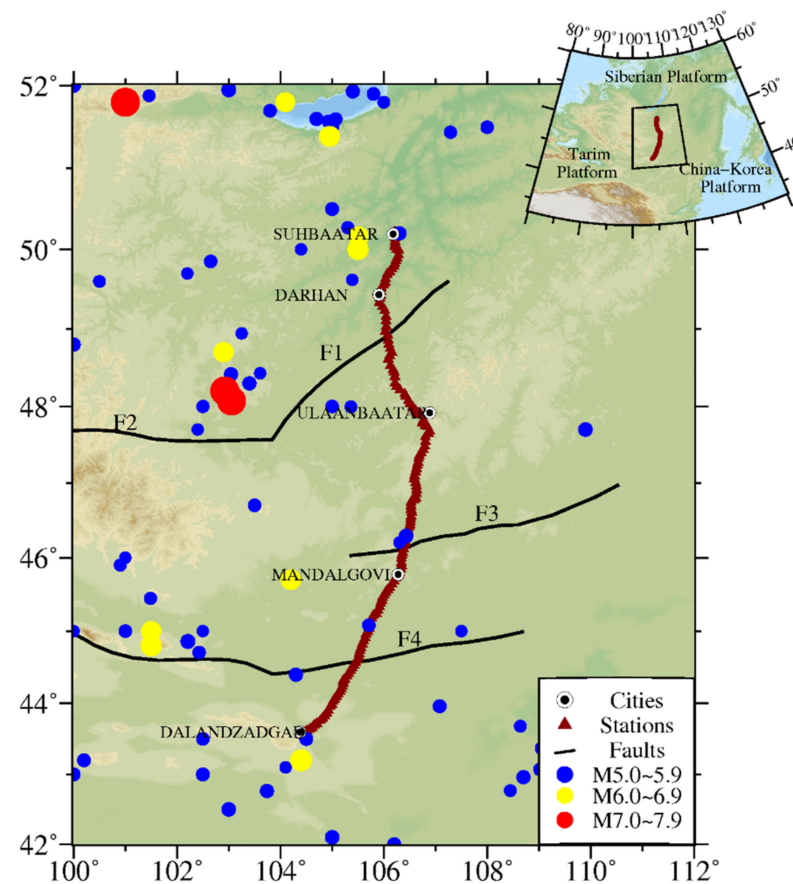 80° 90° 100° 110° 120° 130°
60°
Siberian Platform
50°
40
Tarim
Platform
China−Korea
Platform
52°
50°
48°
46°
44°
42°
SUHBAATAR
DARHAN
F1
ULAANBAATAR
F2
F3
MANDALGOVI
F4
DALANDZADGAD
Cities
Stations
Faults
M5.0~5.9
M6.0~6.9
M7.0~7.9
100° 102° 104° 106° 108° 110° 112°